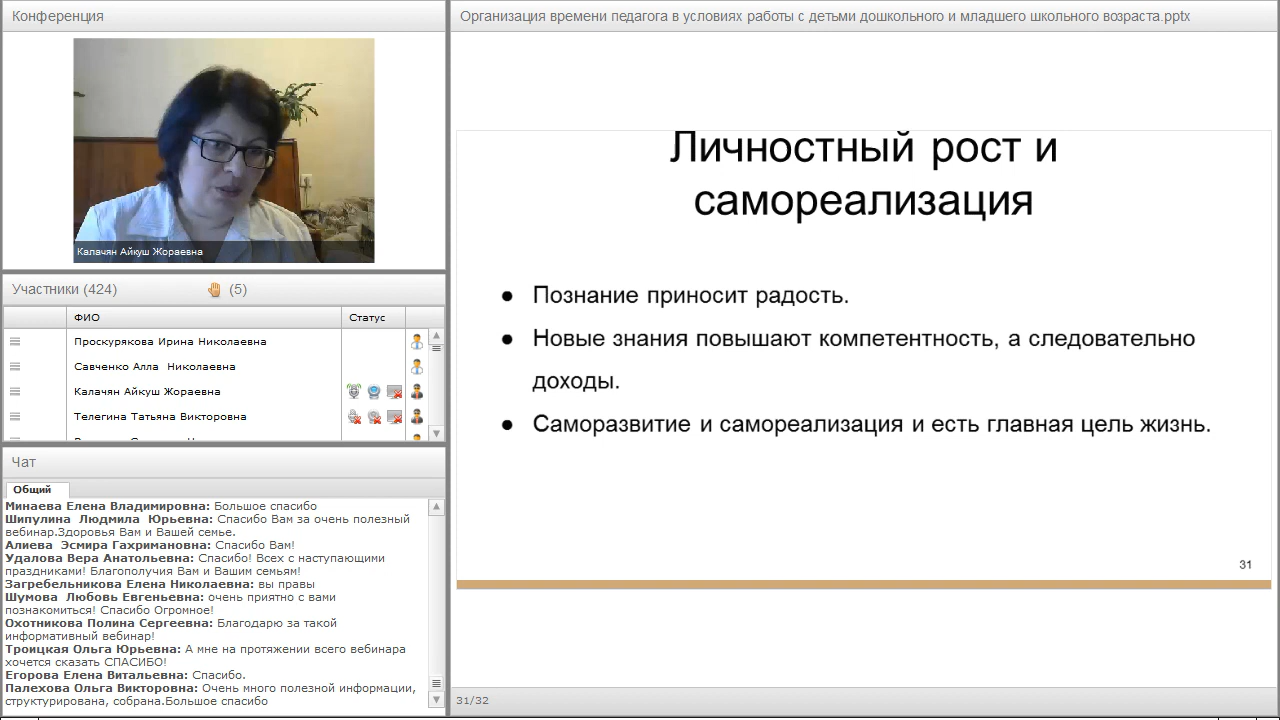 Конференция
Калачян Айкуш Жораевна
Участники (424)
(5)
ФИО
Статус
Проскурякова Ирина Николаевна
Савченко Алла  Николаевна
Калачян Айкуш Жораевна
Телегина Татьяна Викторовна
Чат
Общий
Минаева Елена Владимировна: Большое спасибо
Шипулина  Людмила  Юрьевна: Спасибо Вам за очень полезный
вебинар.Здоровья Вам и Вашей семье.
Алиева  Эсмира Гахримановна: Спасибо Вам!
Удалова Вера Анатольевна: Спасибо! Всех с наступающими
праздниками! Благополучия Вам и Вашим семьям!
Загребельникова Елена Николаевна: вы правы
Шумова  Любовь Евгеньевна: очень приятно с вами
познакомиться! Спасибо Огромное!
Охотникова Полина Сергеевна: Благодарю за такой
информативный вебинар!
Троицкая Ольга Юрьевна: А мне на протяжении всего вебинара
хочется сказать СПАСИБО!
Егорова Елена Витальевна: Спасибо.
Палехова Ольга Викторовна: Очень много полезной информации,
структурирована, собрана.Большое спасибо
Организация времени педагога в условиях работы с детьми дошкольного и младшего школьного возраста.pptx
Личностный рост и
самореализация
● Познание приносит радость.
● Новые знания повышают компетентность, а следовательно
доходы.
● Саморазвитие и самореализация и есть главная цель жизнь.
31
31/32